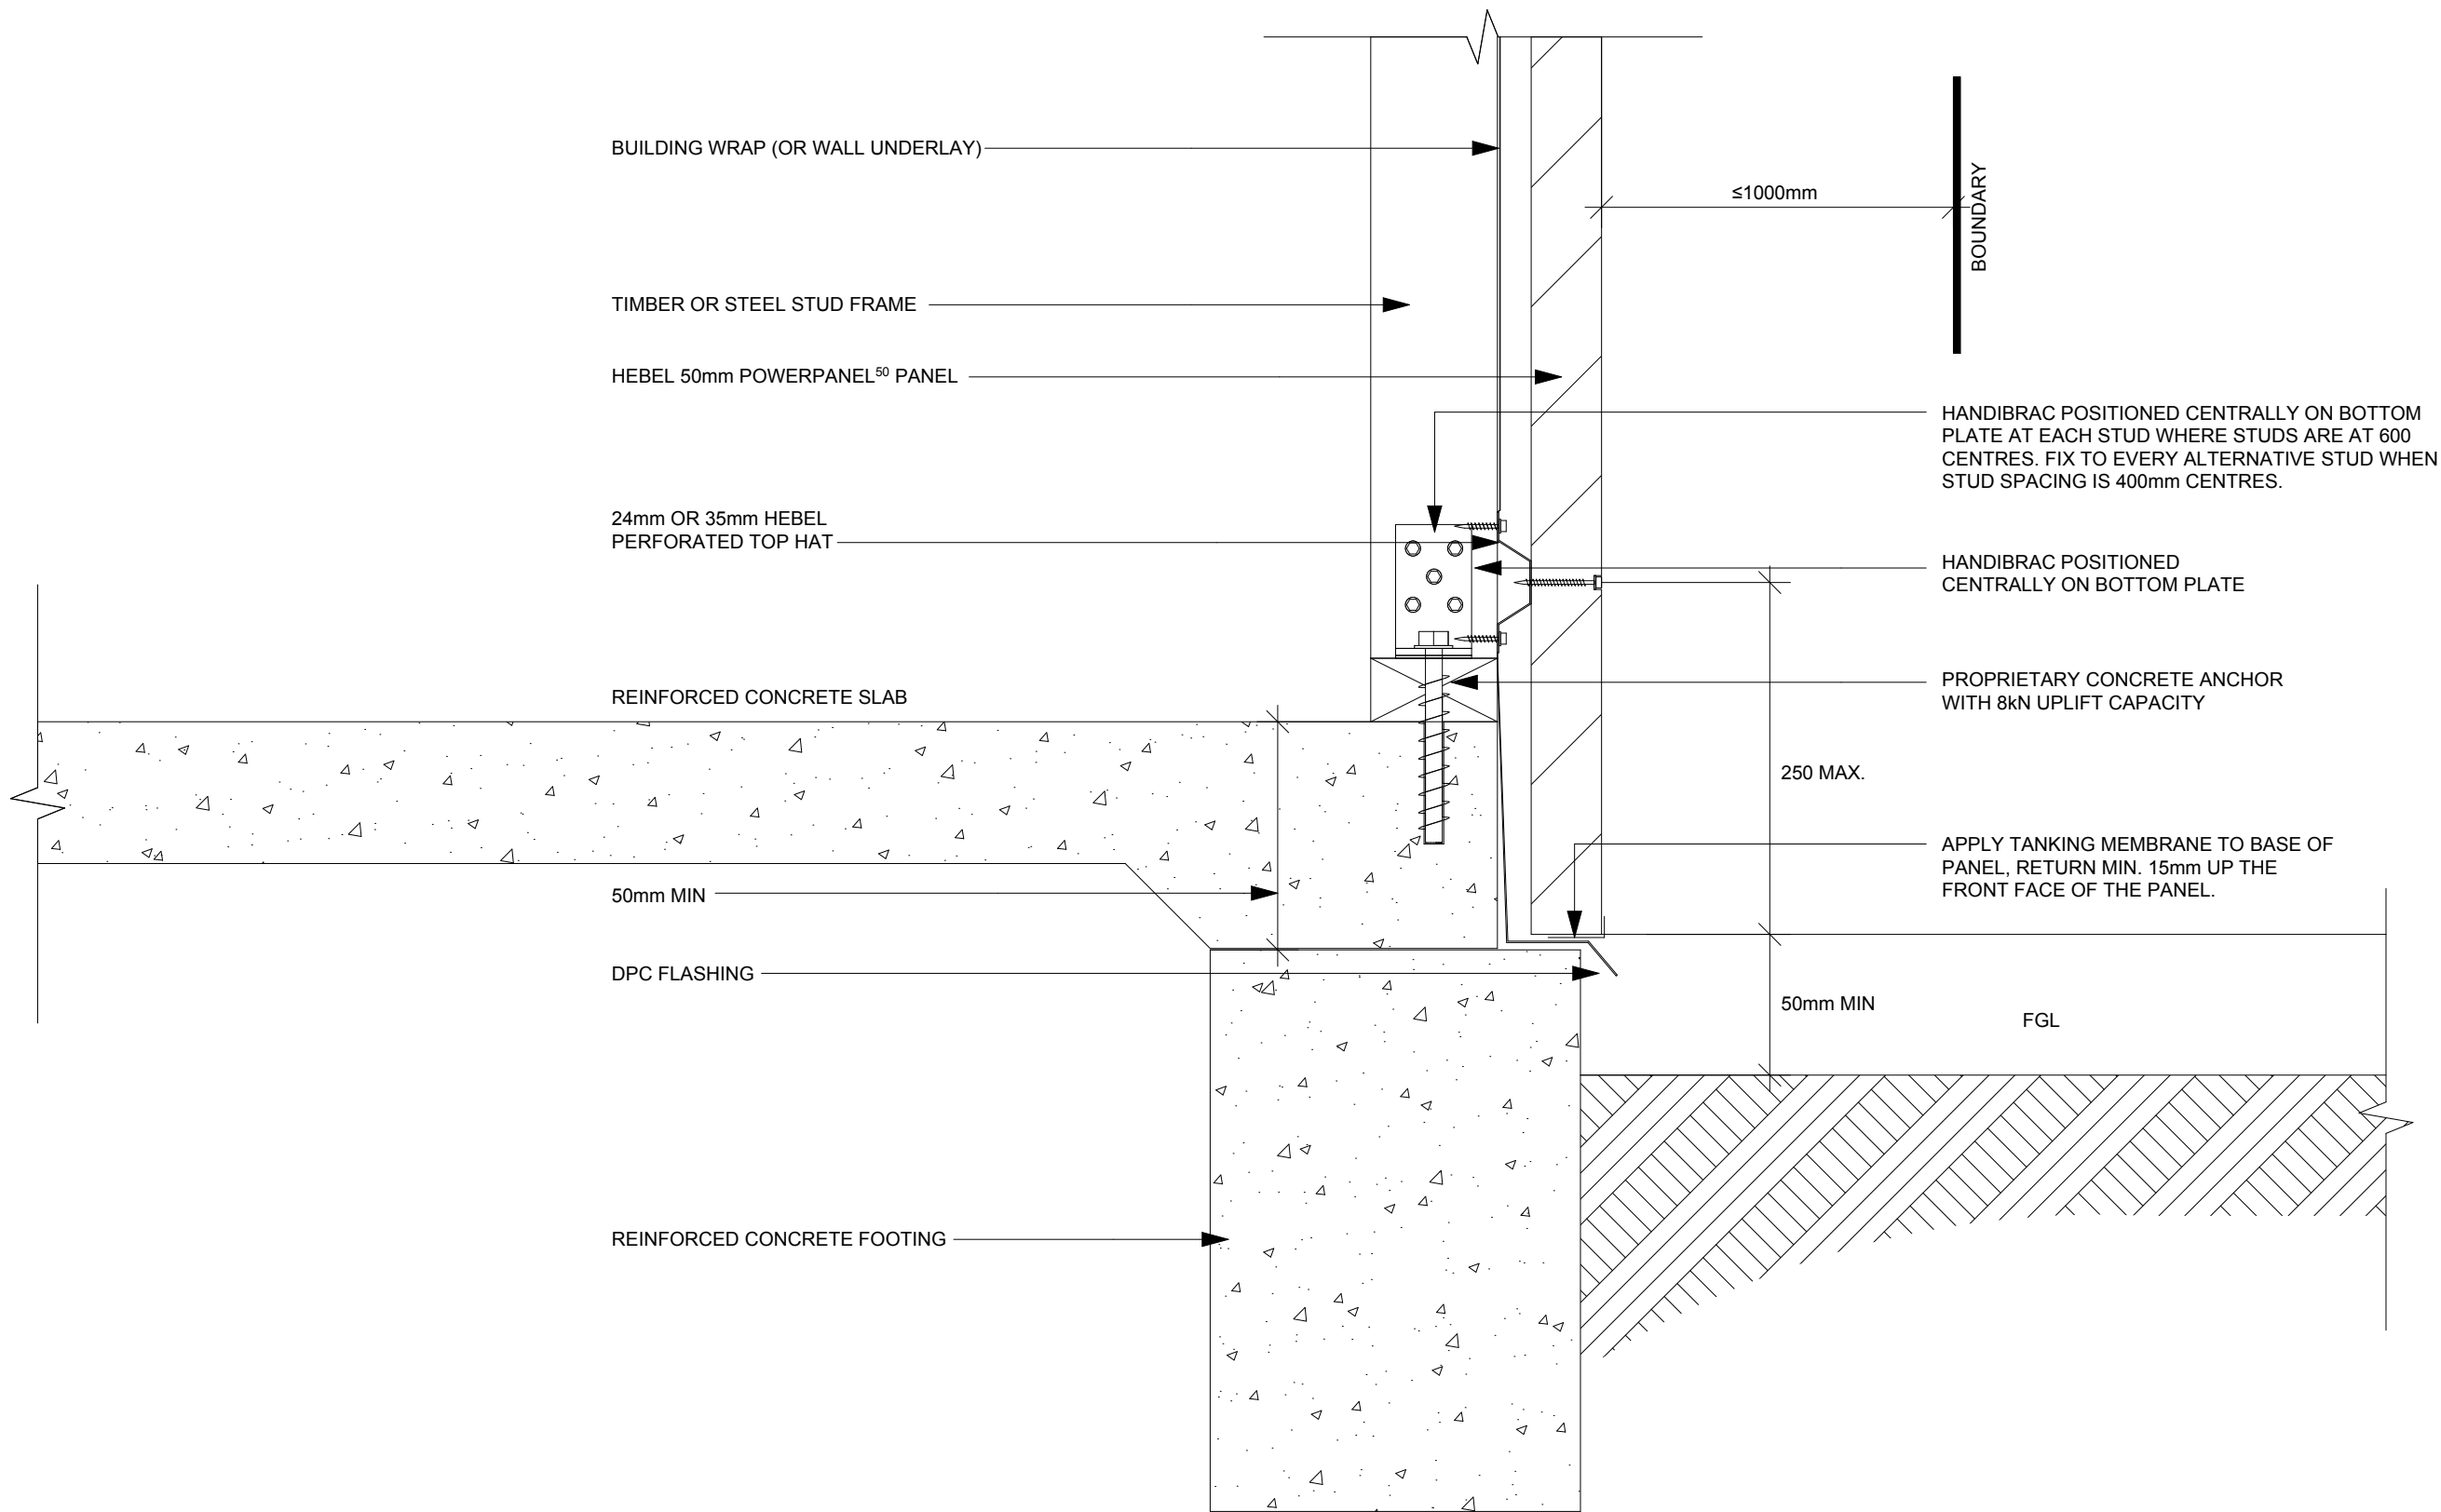 BUILDING WRAP (OR WALL UNDERLAY)
≤1000mm
BOUNDARY
TIMBER OR STEEL STUD FRAME
HEBEL 50mm POWERPANEL⁵⁰ PANEL
HANDIBRAC POSITIONED CENTRALLY ON BOTTOM
PLATE AT EACH STUD WHERE STUDS ARE AT 600
CENTRES. FIX TO EVERY ALTERNATIVE STUD WHEN
STUD SPACING IS 400mm CENTRES.
24mm OR 35mm HEBEL
PERFORATED TOP HAT
HANDIBRAC POSITIONED
CENTRALLY ON BOTTOM PLATE
REINFORCED CONCRETE SLAB
PROPRIETARY CONCRETE ANCHOR
WITH 8kN UPLIFT CAPACITY
250 MAX.
APPLY TANKING MEMBRANE TO BASE OF
PANEL, RETURN MIN. 15mm UP THE
FRONT FACE OF THE PANEL.
50mm MIN
DPC FLASHING
50mm MIN
FGL
REINFORCED CONCRETE FOOTING